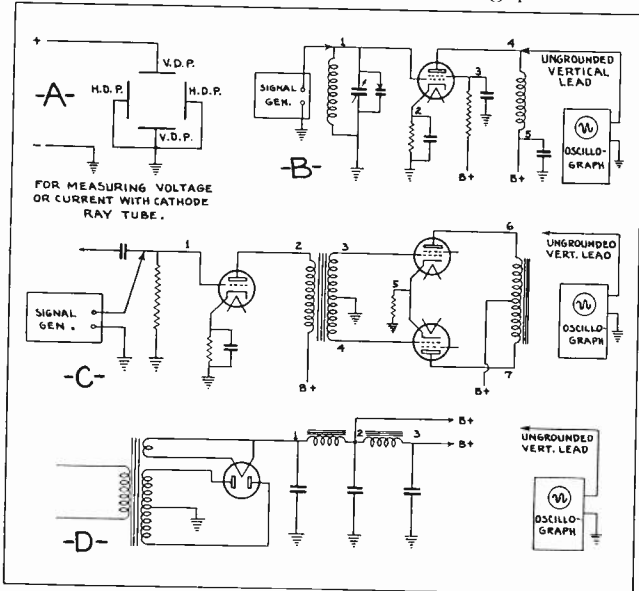 +
V.D.P.
-A-
H.D.P.
H.D.P.
V.D.P.
-
FOR MEASURING VOLTAGE
OR CURRENT WITH CATHODE
RAY TUBE.
1
4
SIGNAL
GEN.
3
2
5
B+
B+
-B-
UNGROUNDED
VERTICAL
LEAD
OSCILLO-
GRAPH
1
2
3
6
SIGNAL
GEN.
5
4
7
B+
B+
-C-
UNGROUNDED
VERT. LEAD
OSCILLO-
GRAPH
1
2
3
B+
B+
-D-
UNGROUNDED
VERT. LEAD
OSCILLO-
GRAPH